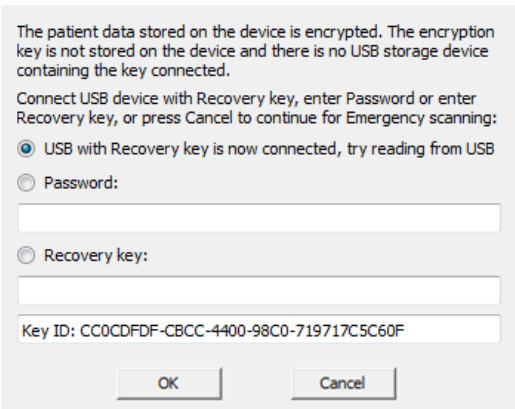 The patient data stored on the device is encrypted. The encryption
key is not stored on the device and there is no USB storage device
containing the key connected.
Connect USB device with Recovery key, enter Password or enter
Recovery key, or press Cancel to continue for Emergency scanning:
USB with Recovery key is now connected, try reading from USB
Password:
Recovery key:
Key ID: CC0CDFDF-CBCC-4400-98C0-719717C5C60F
OK Cancel